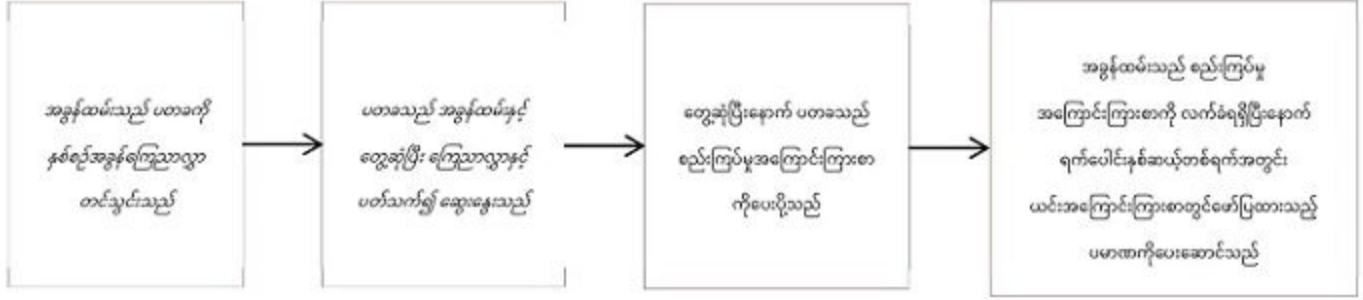 အခွန်ထမ်းသည် ပတခကို
နှစ်စဉ်အခွန်ကြေညာလွှာ
တင်သွင်းသည်
ပတခသည် အခွန်ထမ်းနှင့်
တွေ့ဆုံပြီး ကြေညာလွှာနှင့်
ပတ်သက်၍ ဆွေးနွေးသည်
တွေ့ဆုံပြီးနောက် ပတခသည်
စည်းကြပ်မှုအကြောင်းကြားစာ
ကိုပေးပို့သည်
အခွန်ထမ်းသည် စည်းကြပ်မှု
အကြောင်းကြားစာကို လက်ခံရရှိပြီးနောက်
ရက်ပေါင်းနှစ်ဆယ့်တစ်ရက်အတွင်း
ယင်းအကြောင်းကြားစာတွင်ဖော်ပြထားသည့်
ပမာဏကိုပေးဆောင်သည်